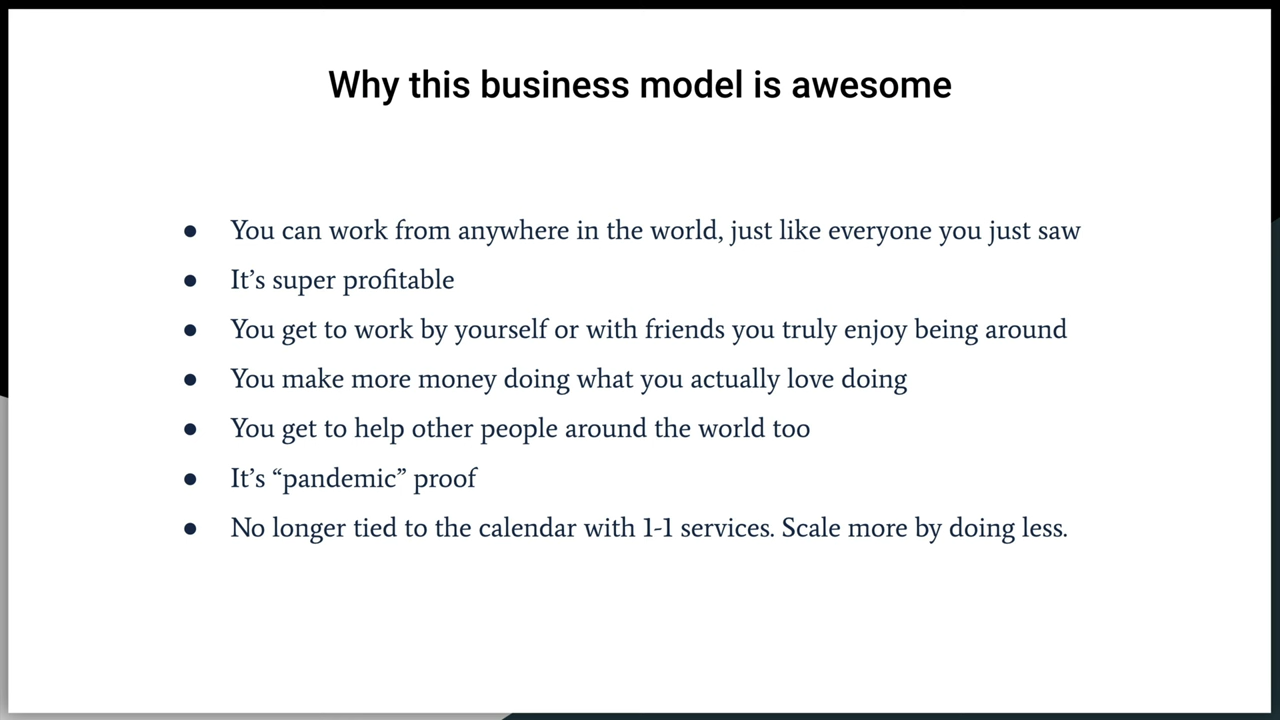 Why this business model is awesome
● You can work from anywhere in the world, just like everyone you just saw
● It’s super profitable
● You get to work by yourself or with friends you truly enjoy being around
● You make more money doing what you actually love doing
● You get to help other people around the world too
● It’s “pandemic” proof
● No longer tied to the calendar with 1-1 services. Scale more by doing less.